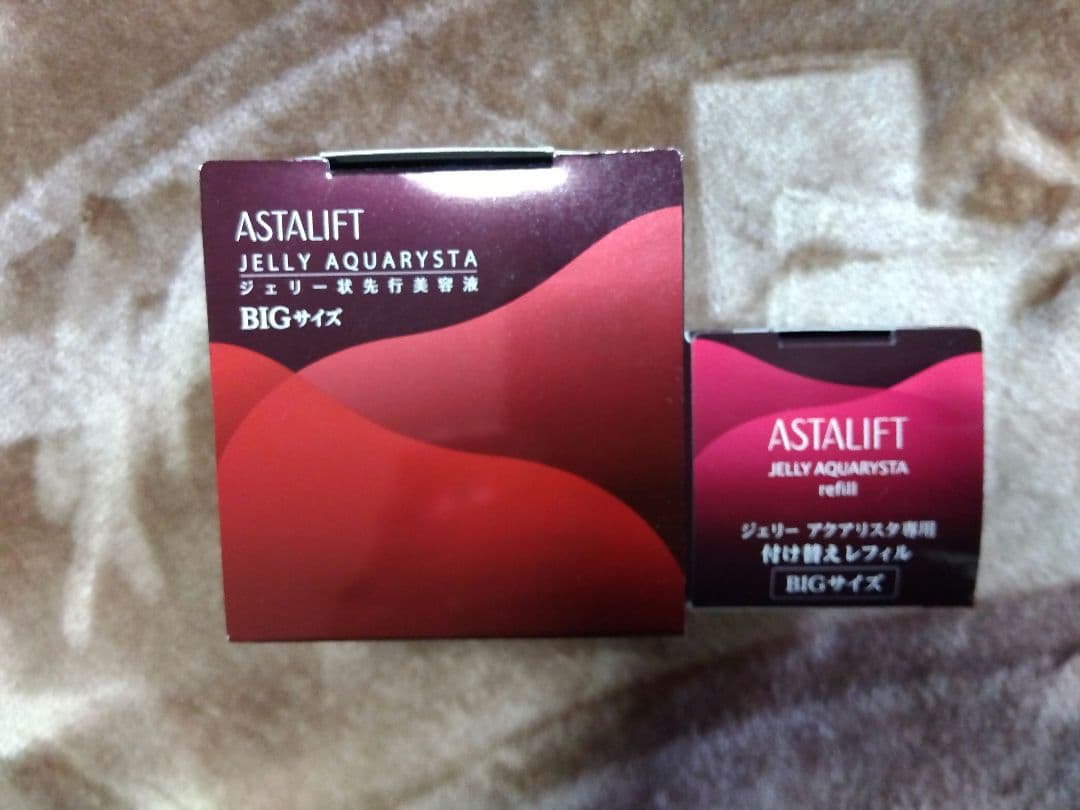 ASTALIFT
JELLY AQUARYSTA
ジェリー状先行美容液
BIGサイズ
ASTALIFT
JELLY AQUARYSTA
refill
ジェリー アクアリスタ専用
付け替えレフィル
BIGサイズ